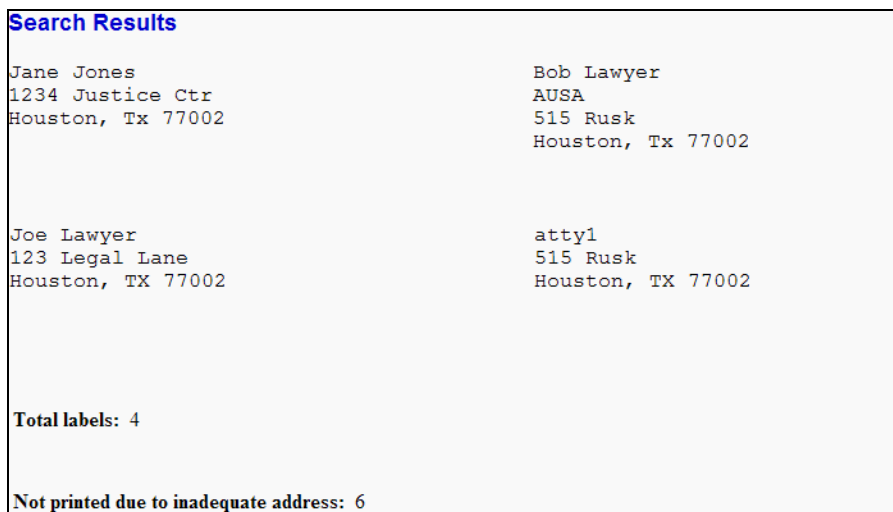 Search Results
Jane Jones
1234 Justice Ctr
Houston, Tx 77002
Bob Lawyer
AUSA
515 Rusk
Houston, Tx 77002
Joe Lawyer
123 Legal Lane
Houston, TX 77002
atty1
515 Rusk
Houston, TX 77002
Total labels: 4
Not printed due to inadequate address: 6